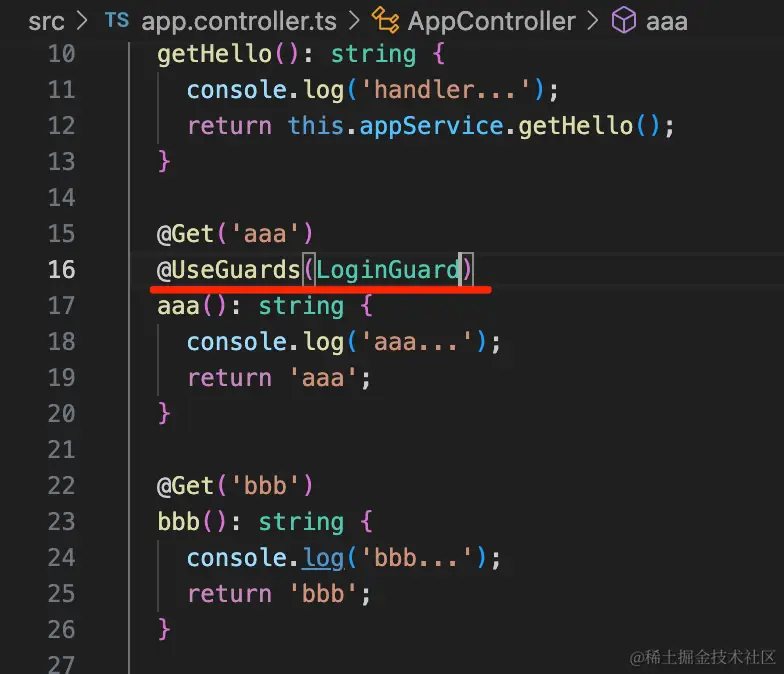 src > TS app.controller.ts > AppController > aaa
10 getHello(): string {
11 console.log('handler...');
12 return this.appService.getHello();
13 }
14
15 @Get('aaa')
16 @UseGuards(LoginGuard)
17 aaa(): string {
18 console.log('aaa...');
19 return 'aaa';
20 }
21
22 @Get('bbb')
23 bbb(): string {
24 console.log('bbb...');
25 return 'bbb';
26 }
27
@稀土掘金技术社区